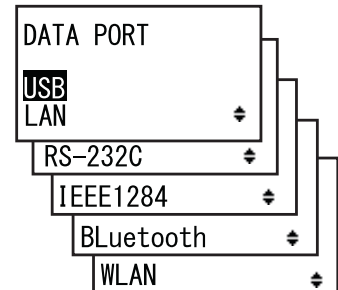 DATA PORT
USB
LAN
RS-232C
IEEE1284
BLuetooth
WLAN